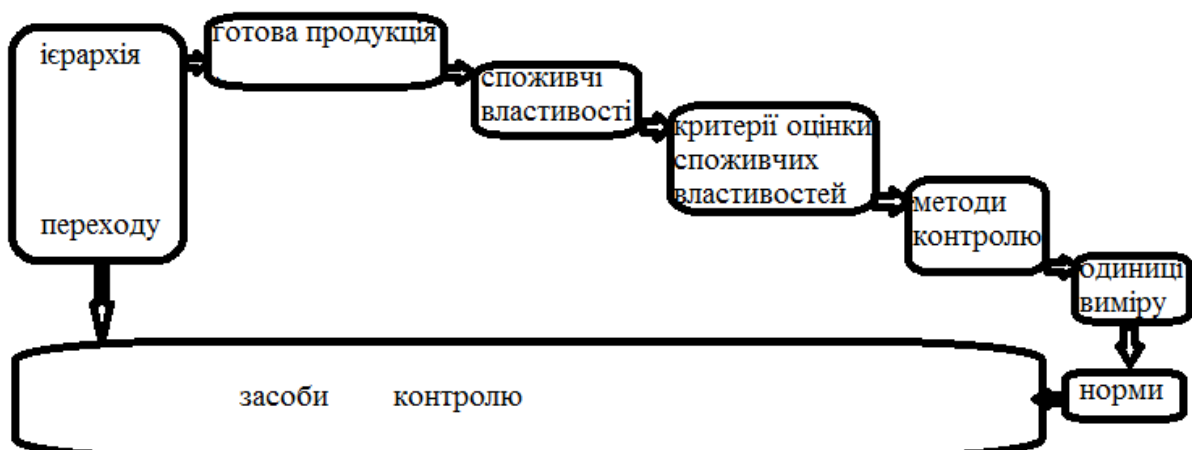 ієрархія
переходу
готова продукція
споживчі
властивості
критерії оцінки
споживчих
властивостей
методи
контролю
одиниці
виміру
норми
засоби контролю